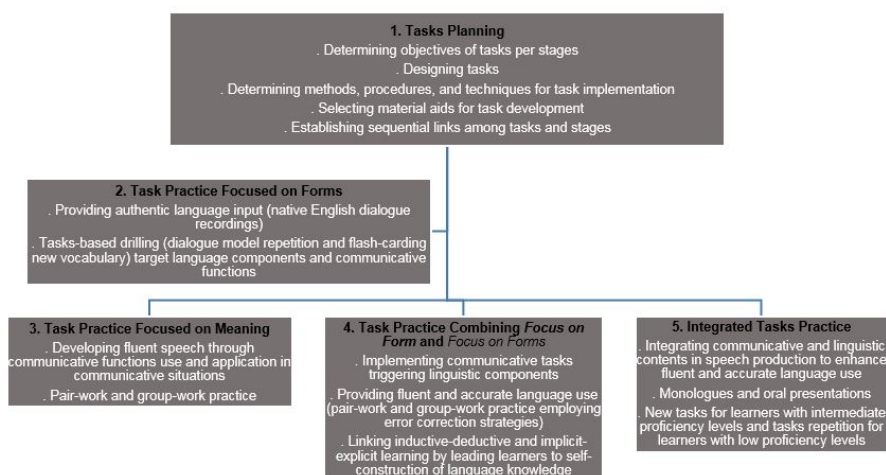 1. Tasks Planning
. Determining objectives of tasks per stages
. Designing tasks
. Determining methods, procedures, and techniques for task implementation
. Selecting material aids for task development
. Establishing sequential links among tasks and stages
2. Task Practice Focused on Forms
. Providing authentic language input (native English dialogue
recordings)
. Tasks-based drilling (dialogue model repetition and flash-carding
new vocabulary) target language components and communicative
functions
3. Task Practice Focused on Meaning
. Developing fluent speech through
communicative functions use and application in
communicative situations
. Pair-work and group-work practice
4. Task Practice Combining Focus on
Form and Focus on Forms
. Implementing communicative tasks
triggering linguistic components
. Providing fluent and accurate language use
(pair-work and group-work practice employing
error correction strategies)
. Linking inductive-deductive and implicit-
explicit learning by leading learners to self-
construction of language knowledge
5. Integrated Tasks Practice
. Integrating communicative and linguistic
contents in speech production to enhance
fluent and accurate language use
. Monologues and oral presentations
. New tasks for learners with intermediate
proficiency levels and tasks repetition for
learners with low proficiency levels